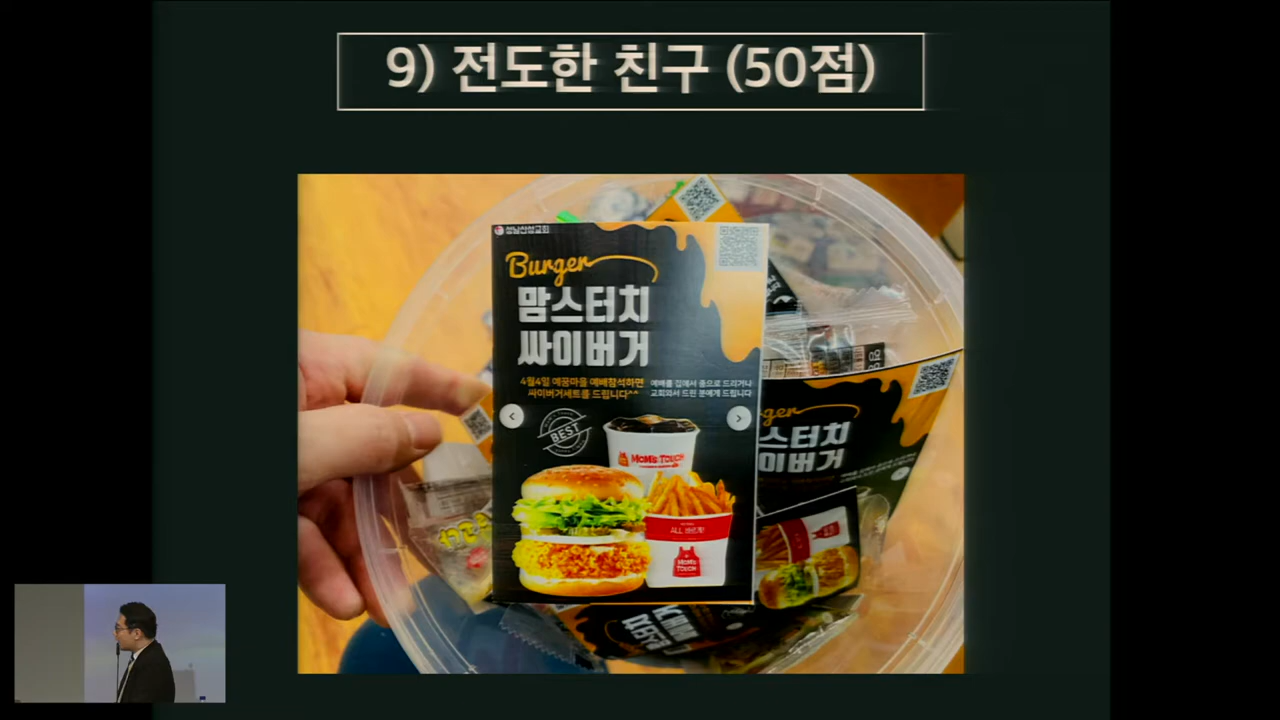 9) 전도한 친구 (50점)
성남산성교회
Burger
맘스터치
싸이버거
4월4일 예꿈마을 예배참석하면
싸이버거세트를 드립니다^^
예배를 집에서 줌으로 드리거나
교회와서 드린 분에게 드립니다
BEST
MOM'S TOUCH
ALL 바르게!
MOM'S TOUCH
ger
스터치
이버거